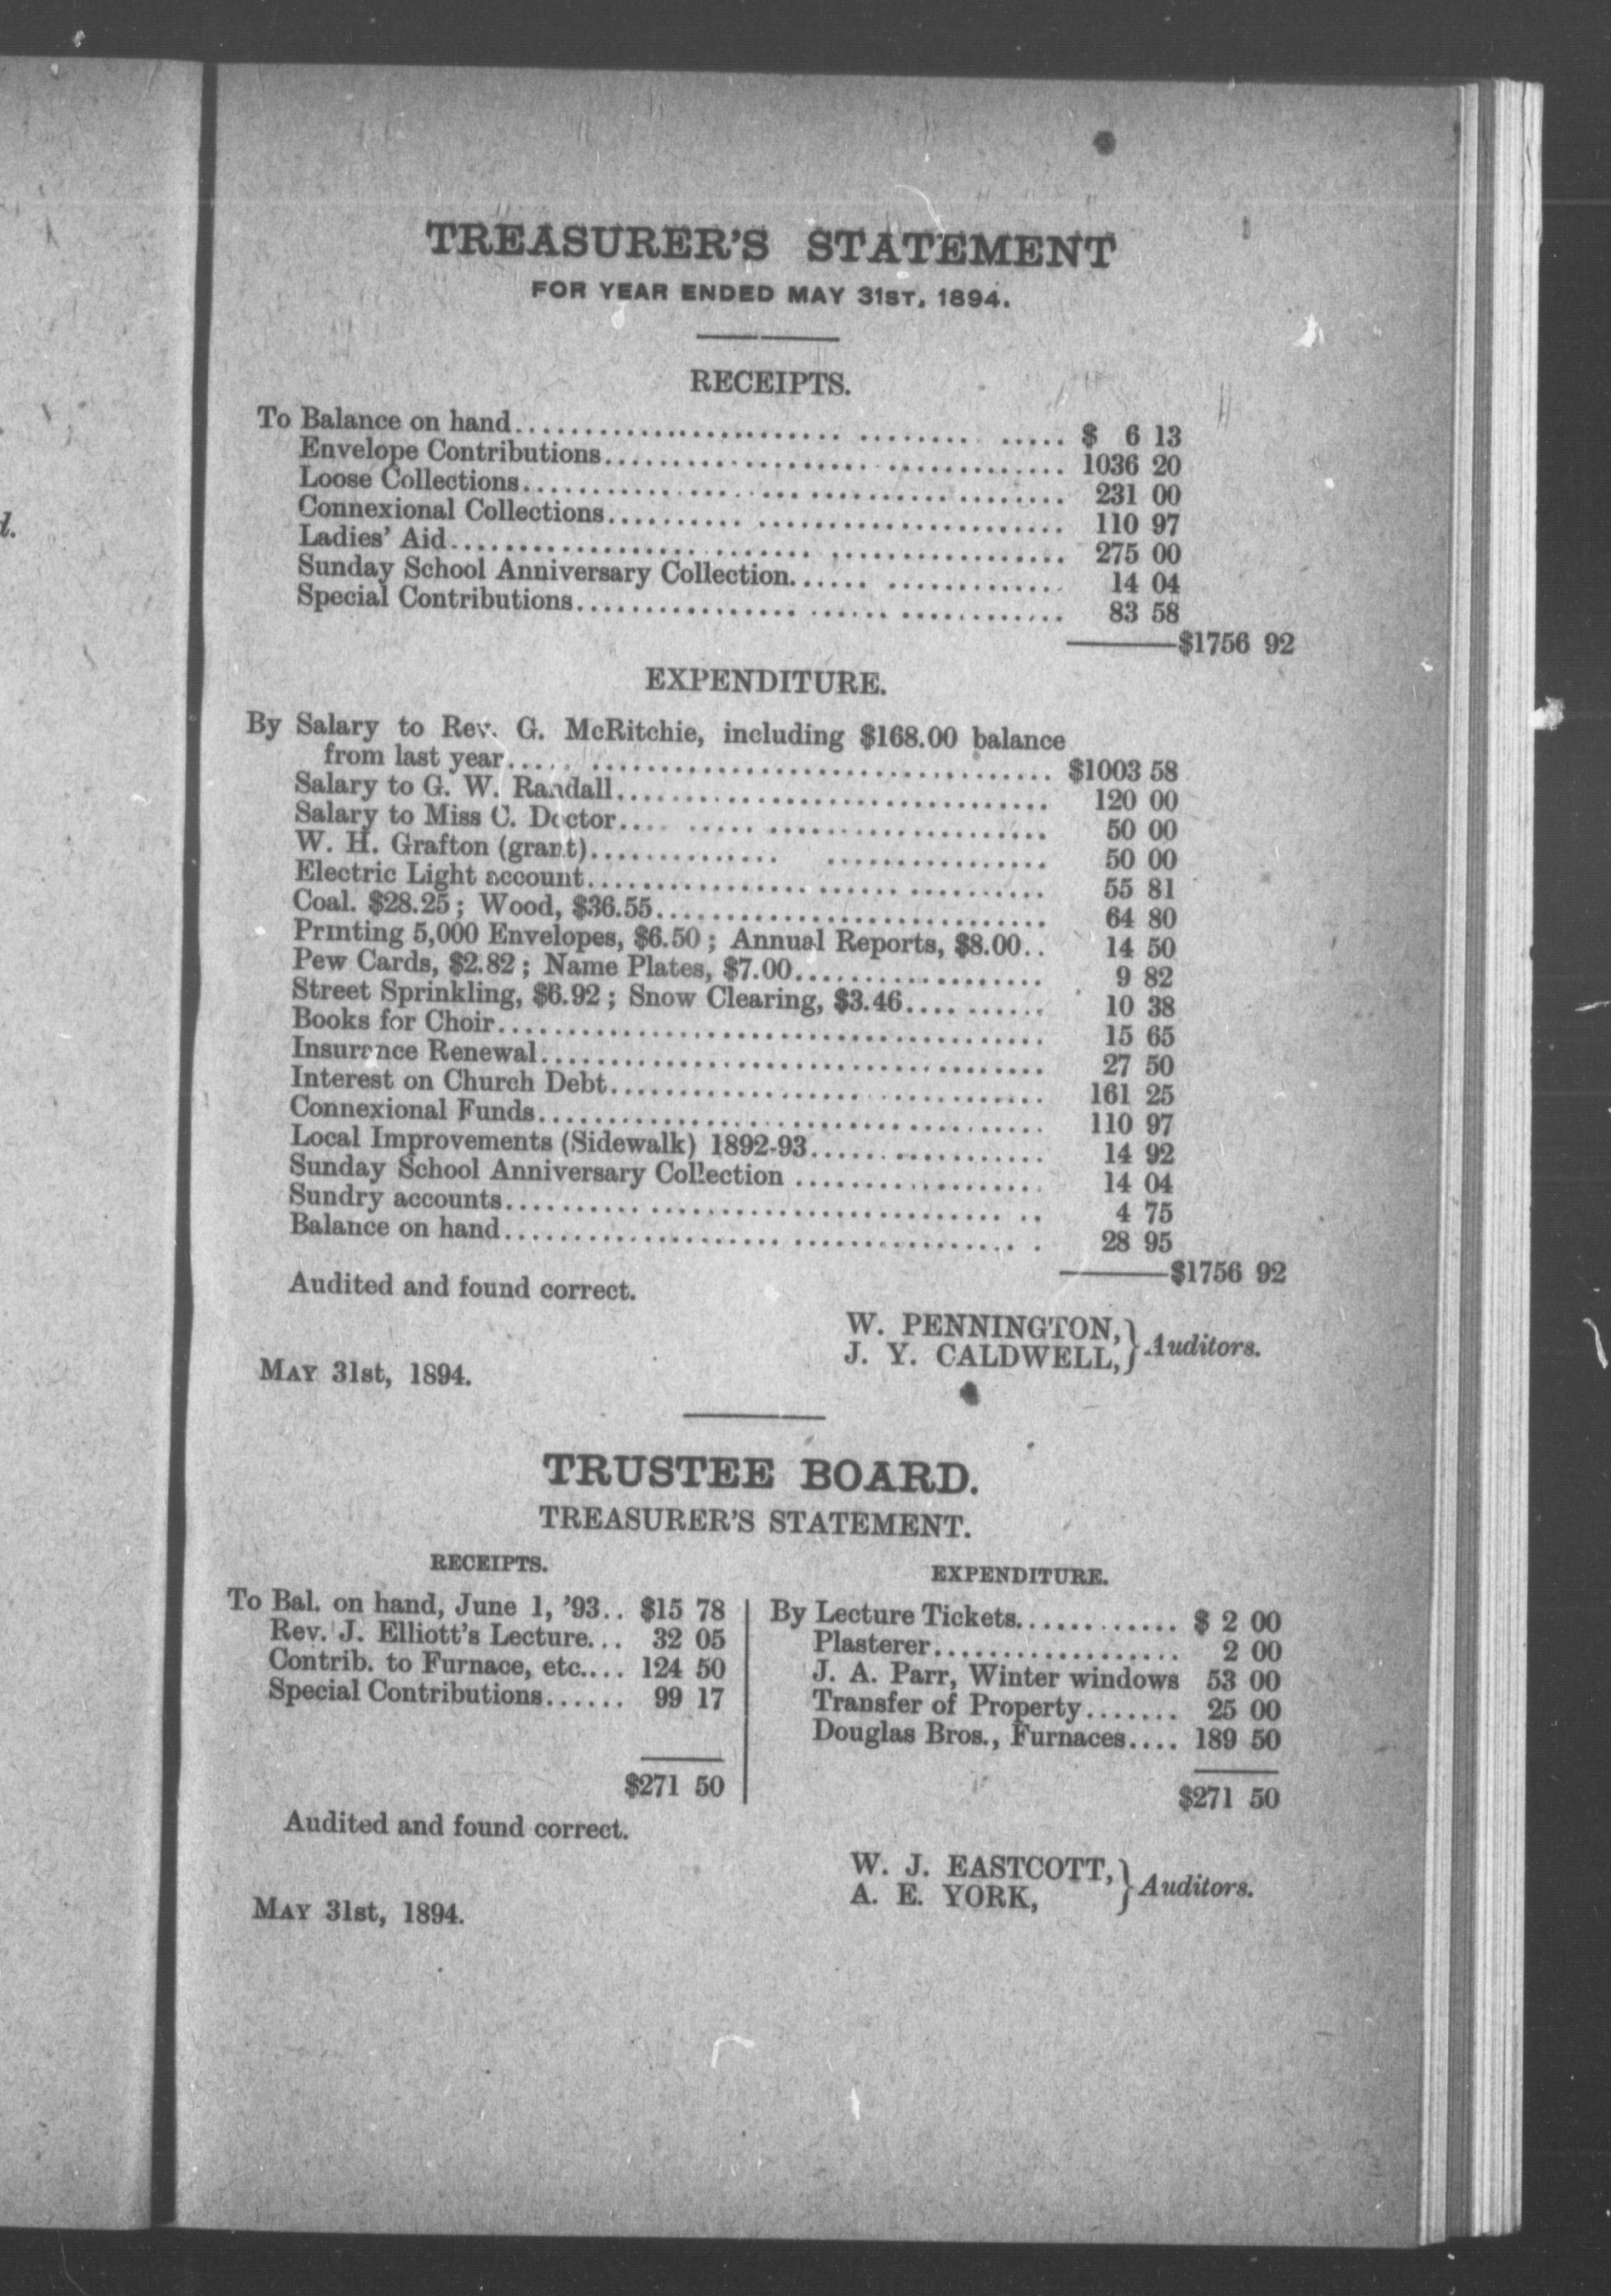 d.
TREASURER'S STATEMENT
FOR YEAR ENDED MAY 31ST, 1894.
RECEIPTS.
To Balance on hand........................ $ 6 13
Envelope Contributions........................ 1036 20
Loose Collections........................ 231 00
Connexional Collections........................ 110 97
Ladies' Aid........................ 275 00
Sunday School Anniversary Collection........................ 14 04
Special Contributions........................ 83 58
$1756 92
EXPENDITURE.
By Salary to Rev. G. McRitchie, including $168.00 balance
from last year........................ $1003 58
Salary to G. W. Randall........................ 120 00
Salary to Miss C. Doctor........................ 50 00
W. H. Grafton (grant)........................ 50 00
Electric Light account........................ 55 81
Coal. $28.25; Wood, $36.55........................ 64 80
Printing 5,000 Envelopes, $6.50; Annual Reports, $8.00.. 14 50
Pew Cards, $2.82; Name Plates, $7.00........................ 9 82
Street Sprinkling, $6.92; Snow Clearing, $3.46.......... 10 38
Books for Choir........................ 15 65
Insurance Renewal........................ 27 50
Interest on Church Debt........................ 161 25
Connexional Funds........................ 110 97
Local Improvements (Sidewalk) 1892-93................ 14 92
Sunday School Anniversary Collection ................ 14 04
Sundry accounts........................ 4 75
Balance on hand........................ 28 95
$1756 92
Audited and found correct.
W. PENNINGTON,
J. Y. CALDWELL, } Auditors.
MAY 31st, 1894.
TRUSTEE BOARD.
TREASURER'S STATEMENT.
RECEIPTS.
To Bal. on hand, June 1, '93.. $15 78
Rev. J. Elliott's Lecture... 32 05
Contrib. to Furnace, etc.... 124 50
Special Contributions...... 99 17
$271 50
EXPENDITURE.
By Lecture Tickets............ $ 2 00
Plasterer.................. 2 00
J. A. Parr, Winter windows 53 00
Transfer of Property....... 25 00
Douglas Bros., Furnaces.... 189 50
$271 50
Audited and found correct.
W. J. EASTCOTT,
A. E. YORK, } Auditors.
MAY 31st, 1894.